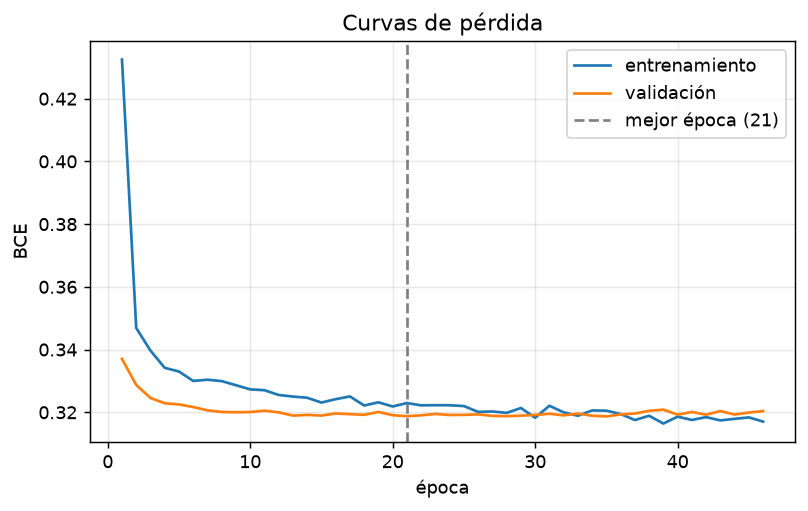 Curvas de pérdida
entrenamiento
validación
mejor época (21)
BCE
0.42
0.40
0.38
0.36
0.34
0.32
0
10
20
30
40
época